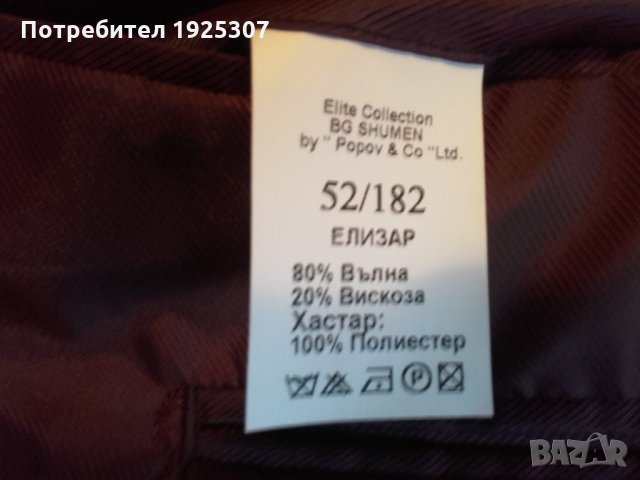 Потребител 1925307
Elite Collection
BG SHUMEN
by " Popov & Co "Ltd.
52/182
ЕЛИЗАР
80% Вълна
20% Вискоза
Хастар:
100% Полиестер
P
BAZAR